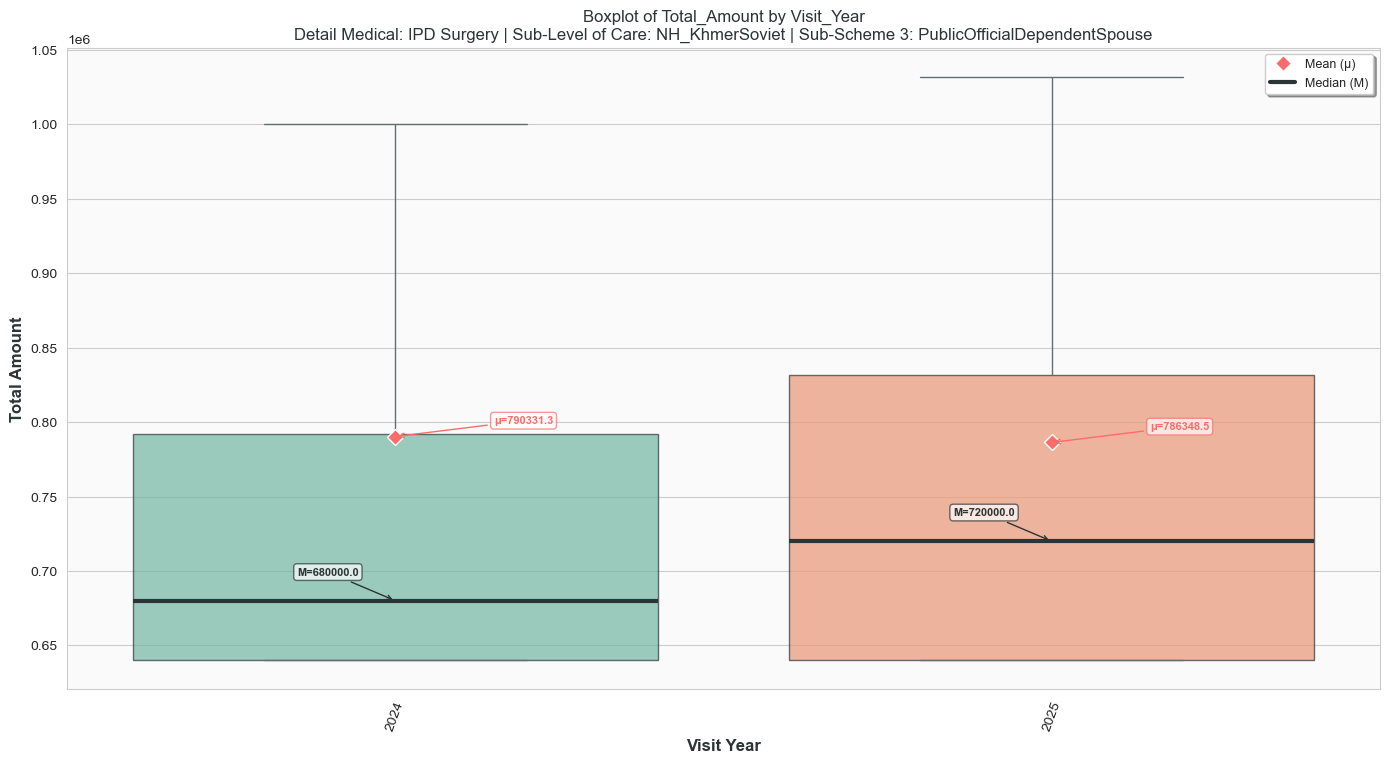 Boxplot of Total_Amount by Visit_Year
Detail Medical: IPD Surgery | Sub-Level of Care: NH_KhmerSoviet | Sub-Scheme 3: PublicOfficialDependentSpouse
1e6
1.05
1.00
0.95
0.90
0.85
0.80
0.75
0.70
0.65
Total Amount
Mean (μ)
Median (M)
μ=790331.3
M=680000.0
μ=786348.5
M=720000.0
2024
2025
Visit Year